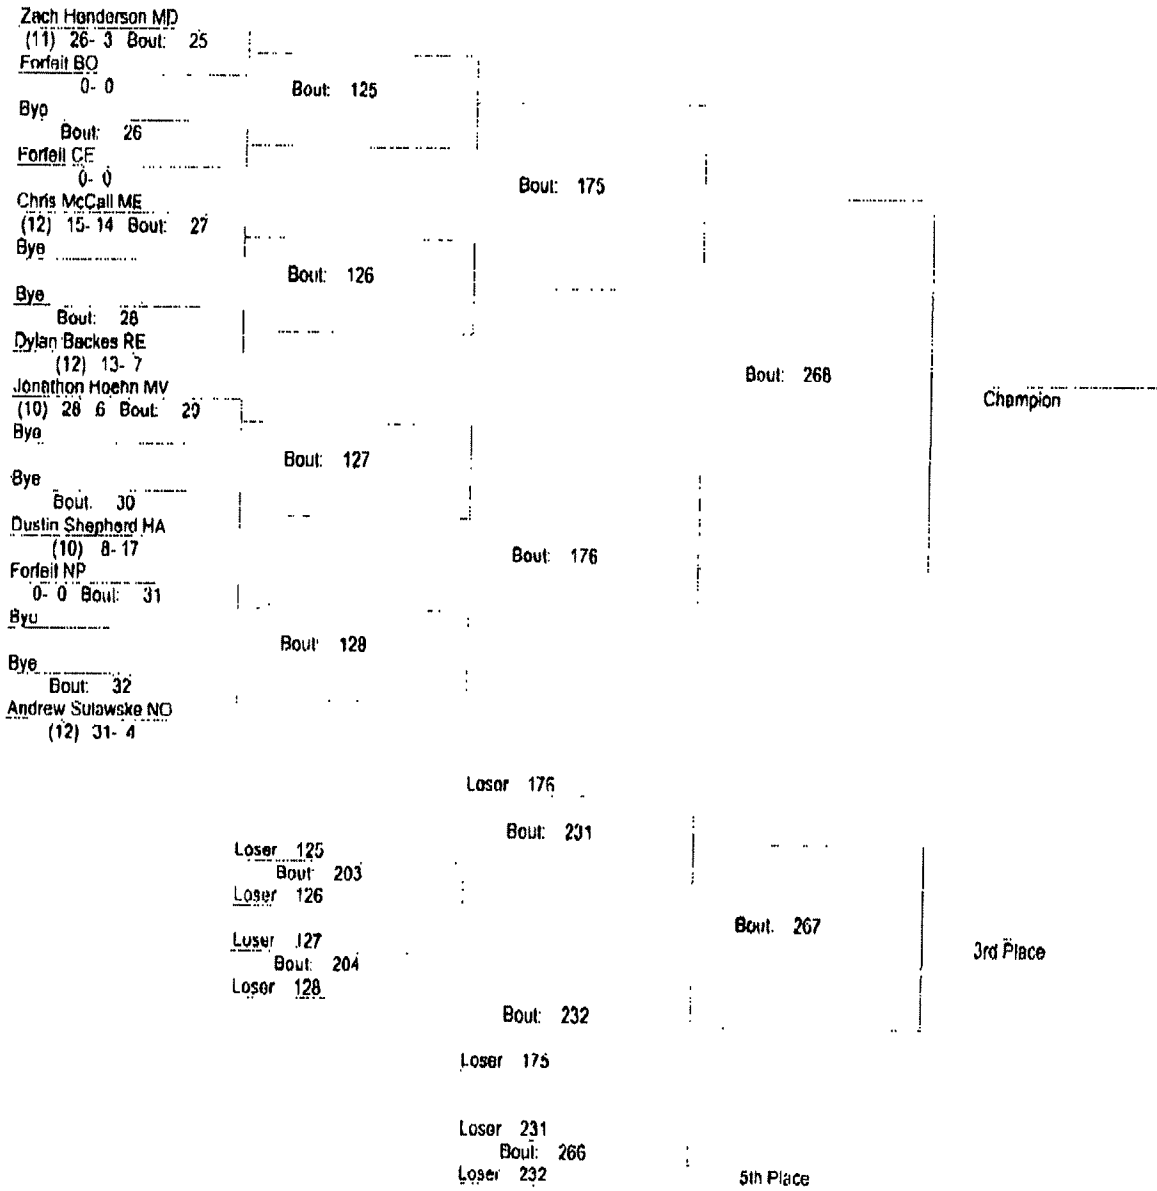 Zach Henderson MD
(11) 26- 3 Bout: 25
Forfeit BO
0- 0
Bout: 125
Bye
Bout: 26
Forfeit CE
0- 0
Bout: 175
Chris McCall ME
(12) 15- 14 Bout: 27
Bye
Bout: 126
Bye
Bout: 28
Dylan Backes RE
(12) 13- 7
Bout: 268
Jonathon Hoehn MV
Champion
(10) 28 6 Bout: 29
Bye
Bout: 127
Bye
Bout. 30
Dustin Shepherd HA
(10) 8- 17
Bout: 176
Forfeit NP
0- 0 Bout: 31
Bye
Bout: 128
Bye
Bout: 32
Andrew Sulawske NO
(12) 31- 4
Loser 176
Bout: 231
Loser 125
Bout: 203
Loser 126
Bout. 267
Loser 127
3rd Place
Bout: 204
Loser 128
Bout: 232
Loser 175
Loser 231
Bout: 266
Loser 232
5th Place